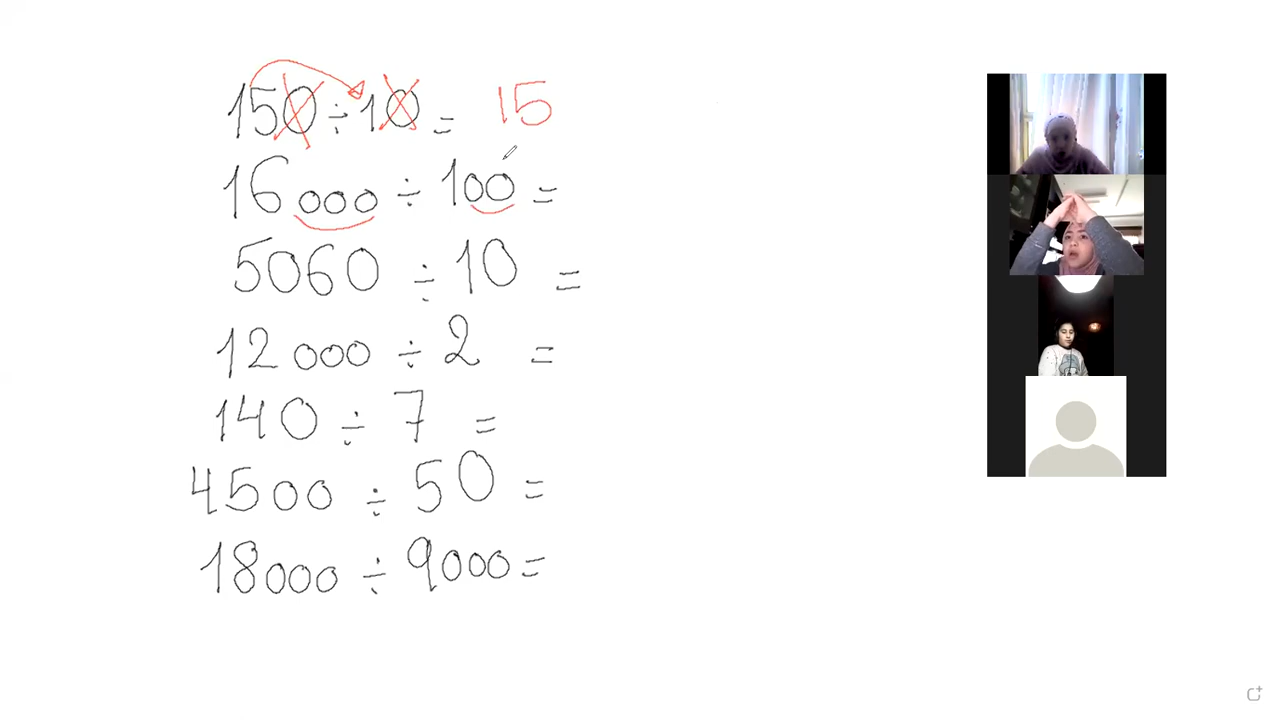 150 ÷ 10 = 15
16 000 ÷ 100 =
5060 ÷ 10 =
12 000 ÷ 2 =
140 ÷ 7 =
4500 ÷ 50 =
18000 ÷ 9000 =